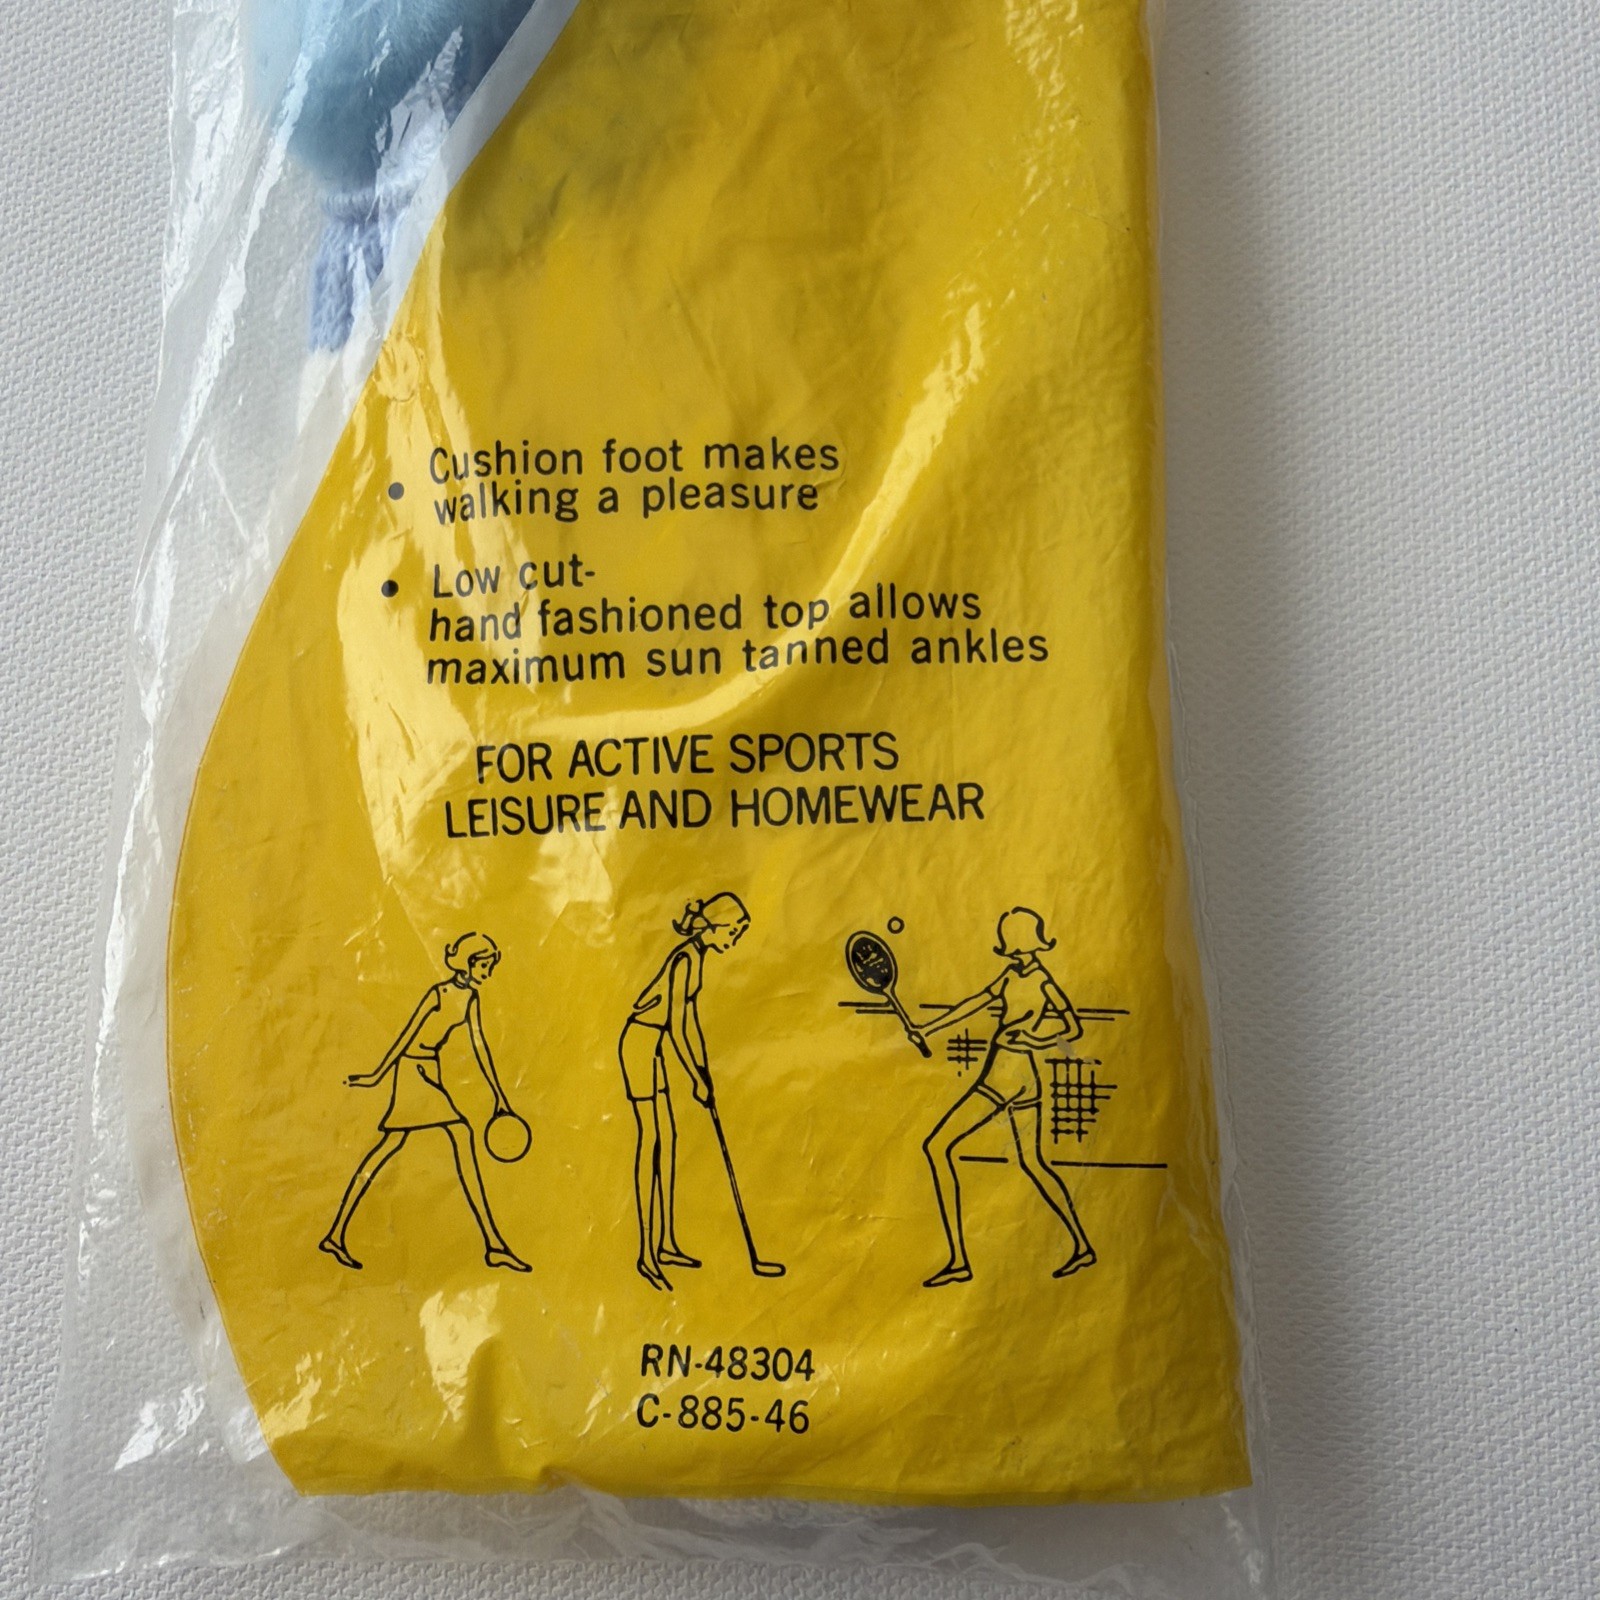 • Cushion foot makes
walking a pleasure
• Low cut-
hand fashioned top allows
maximum sun tanned ankles
FOR ACTIVE SPORTS
LEISURE AND HOMEWEAR
RN-48304
C-885-46